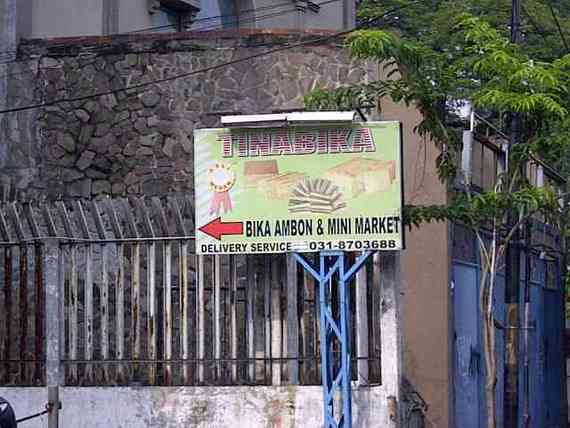 TINABIKA
BIKA AMBON & MINI MARKET
DELIVERY SERVICE 031-8703688